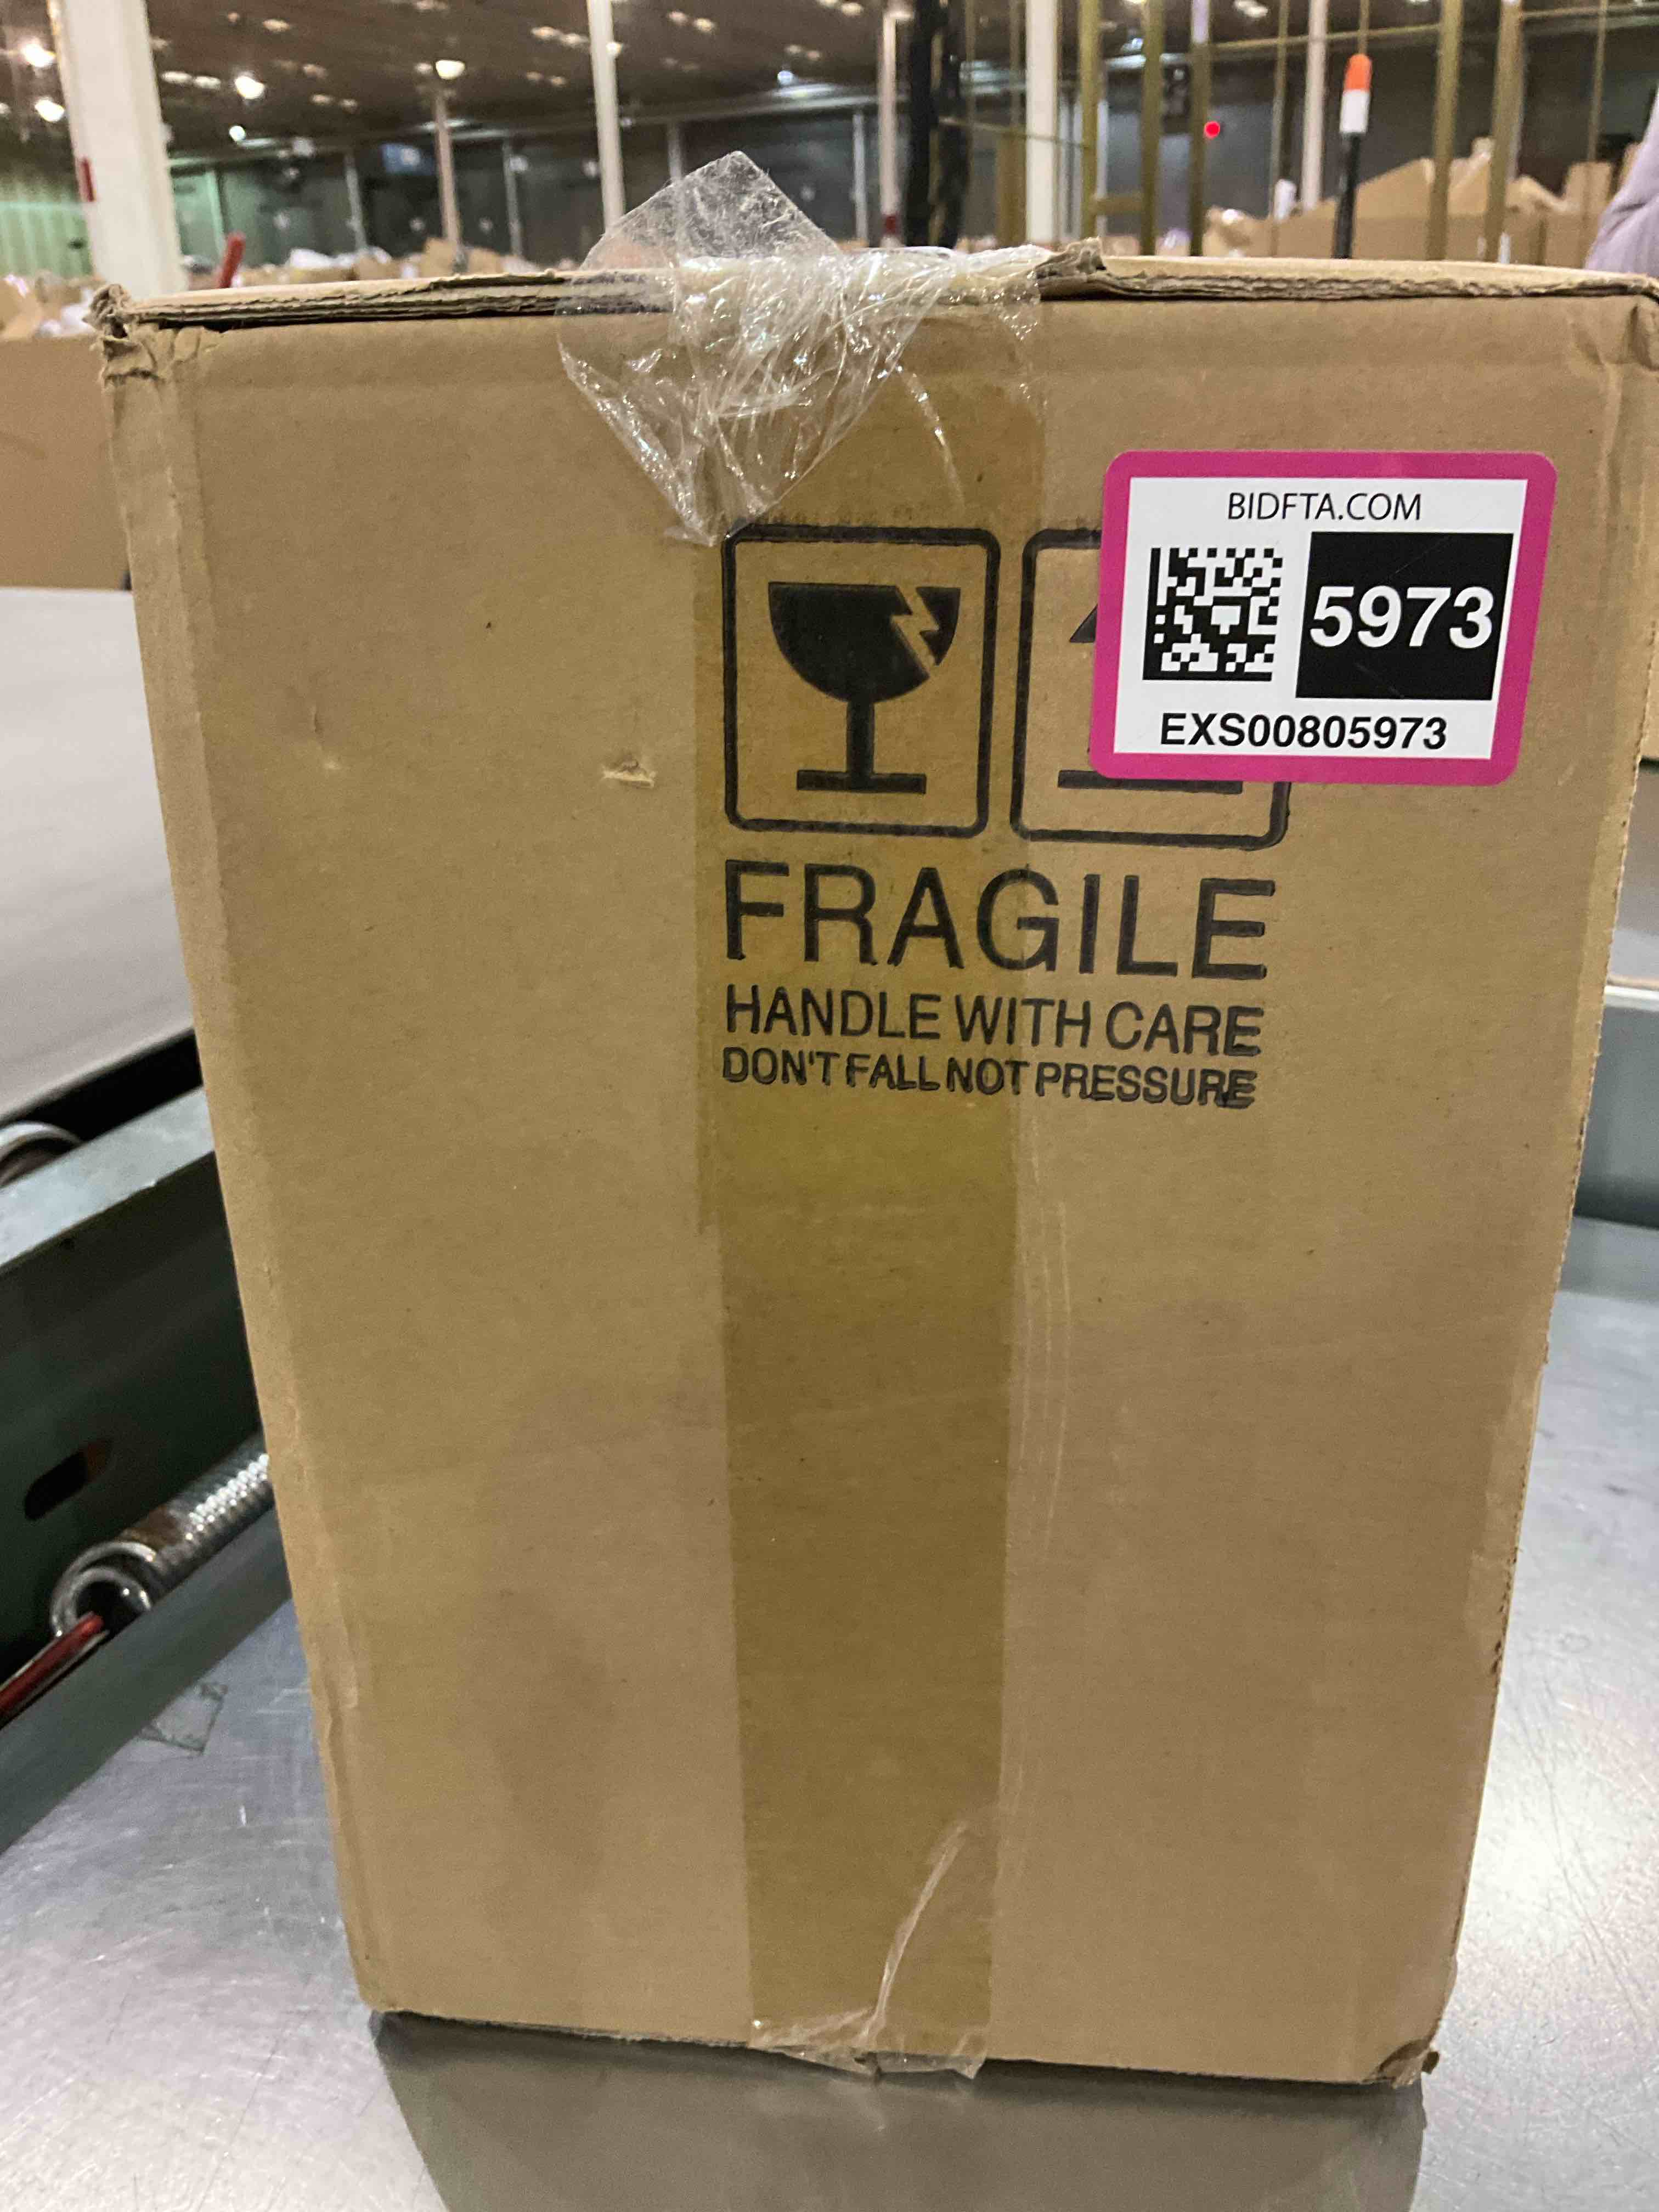 BIDFTA.COM
5973
EXS00805973
FRAGILE
HANDLE WITH CARE
DON'T FALL NOT PRESSURE